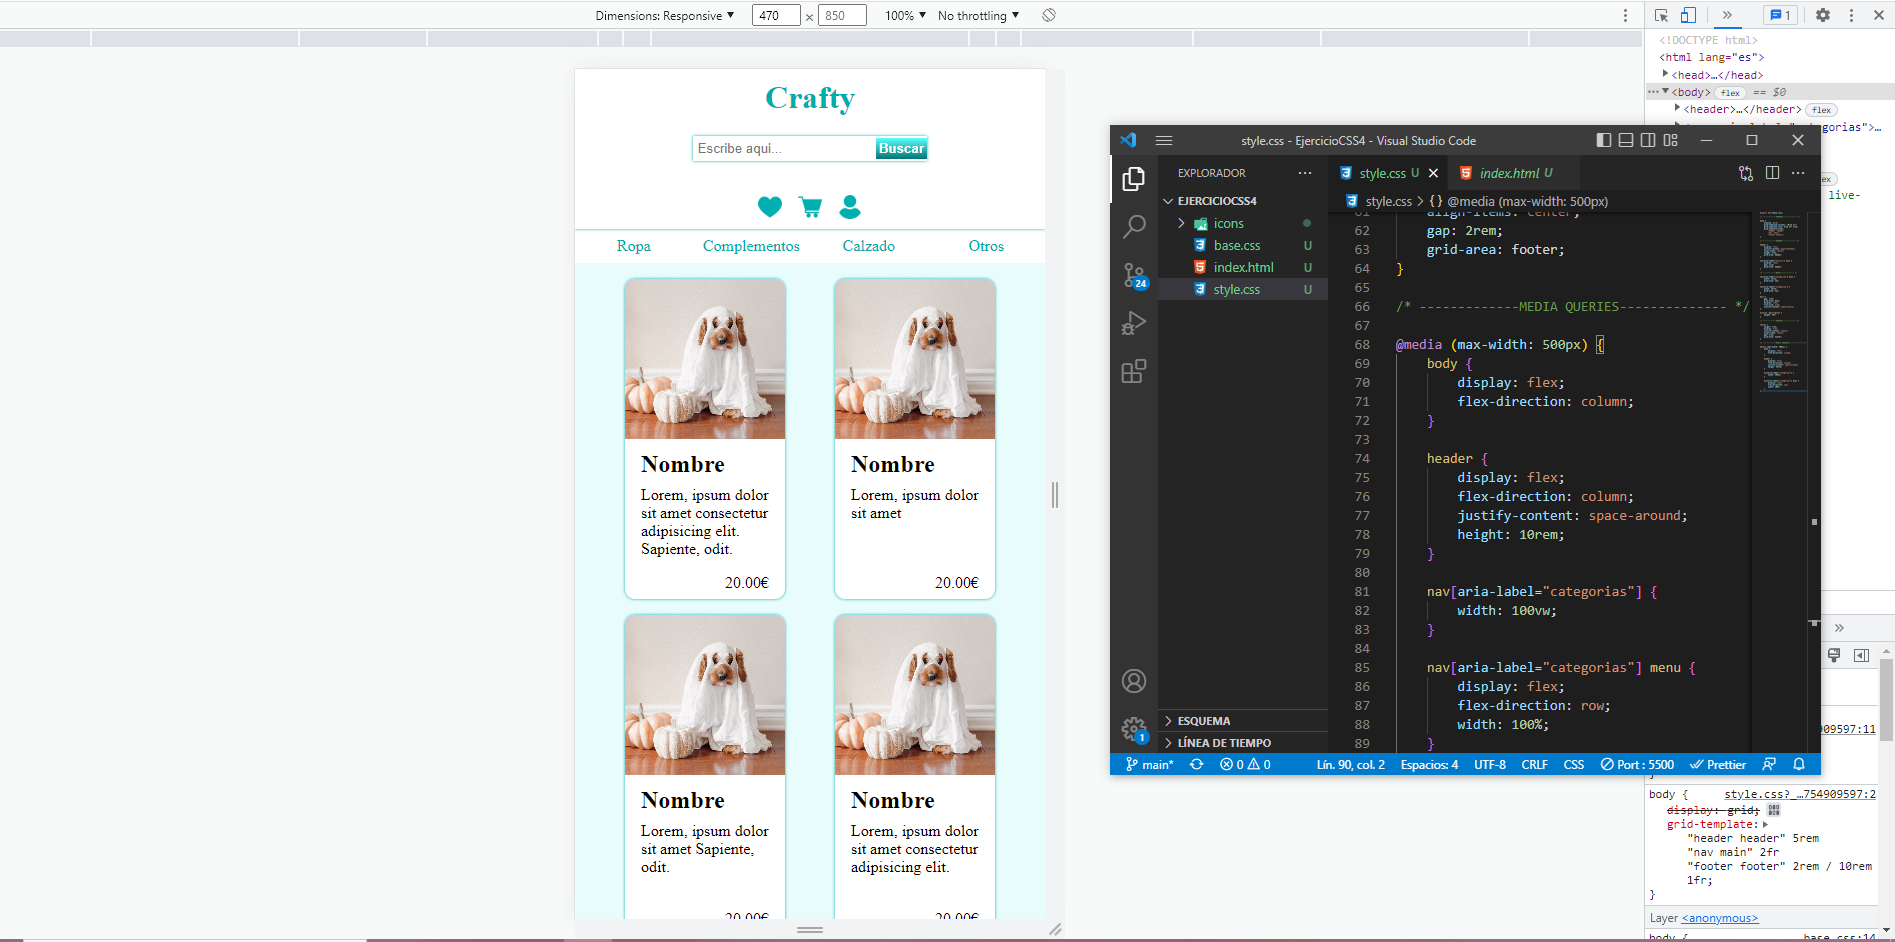 Dimensions: Responsive ▼ 470 × 850 100% ▼ No throttling ▼
1
<!DOCTYPE html>
<html lang="es">
<head>…</head>
<body> flex == $0
<header>…</header> flex
Crafty
Escribe aqui... Buscar
Ropa Complementos Calzado Otros
Nombre
Lorem, ipsum dolor
sit amet consectetur
adipisicing elit.
Sapiente, odit.
20.00€
Nombre
Lorem, ipsum dolor
sit amet
20.00€
Nombre
Lorem, ipsum dolor
sit amet Sapiente,
odit.
20.00€
Nombre
Lorem, ipsum dolor
sit amet consectetur
adipisicing elit.
20.00€
style.css - EjercicioCSS4 - Visual Studio Code
EXPLORADOR
EJERCICIOCSS4
icons
base.css U
index.html U
style.css U
ESQUEMA
LÍNEA DE TIEMPO
24
1
style.css U index.html U
style.css > {} @media (max-width: 500px)
61 align-items: center;
62 gap: 2rem;
63 grid-area: footer;
64 }
65
66 /* -------------MEDIA QUERIES-------------- */
67
68 @media (max-width: 500px) {
69 body {
70 display: flex;
71 flex-direction: column;
72 }
73
74 header {
75 display: flex;
76 flex-direction: column;
77 justify-content: space-around;
78 height: 10rem;
79 }
80
81 nav[aria-label="categorias"] {
82 width: 100vw;
83 }
84
85 nav[aria-label="categorias"] menu {
86 display: flex;
87 flex-direction: row;
88 width: 100%;
89 }
main* 0 0 Lín. 90, col. 2 Espacios: 4 UTF-8 CRLF CSS Port : 5500 Prettier
egorias">…
live-
909597:11
}
body { style.css?_…754909597:2
display: grid;
grid-template:
"header header" 5rem
"nav main" 2fr
"footer footer" 2rem / 10rem
1fr;
}
Layer <anonymous>
body { base.css:14